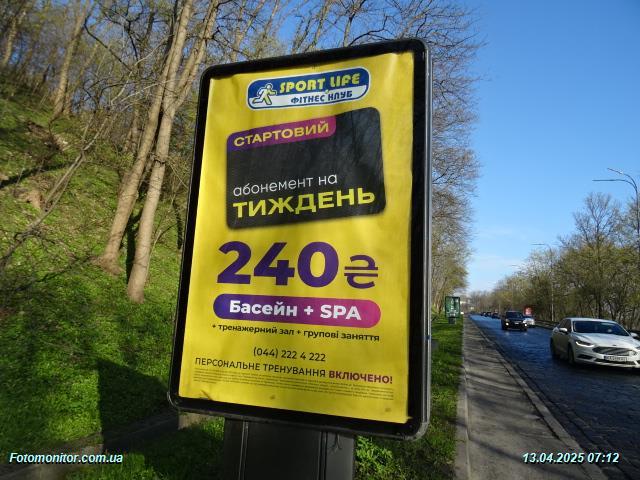 SPORT LIFE
ФІТНЕС КЛУБ
СТАРТОВИЙ
абонемент на
ТИЖДЕНЬ
240₴
Басейн + SPA
+ тренажерний зал + групові заняття
(044) 222 4 222
ПЕРСОНАЛЬНЕ ТРЕНУВАННЯ ВКЛЮЧЕНО!
Fotomonitor.com.ua
13.04.2025 07:12